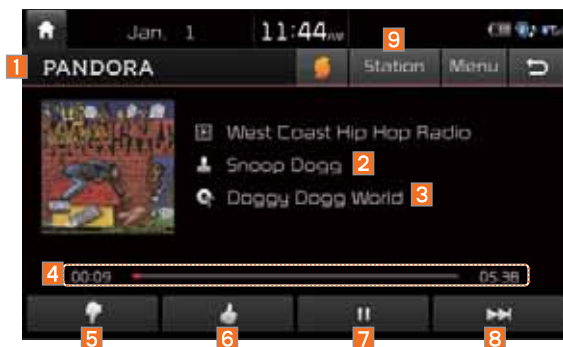 Jan. 1 11:44 AM
9
1 PANDORA Station Menu
West Coast Hip Hop Radio
Snoop Dogg 2
Doggy Dogg World 3
4 00:09 05:38
5 6 7 8